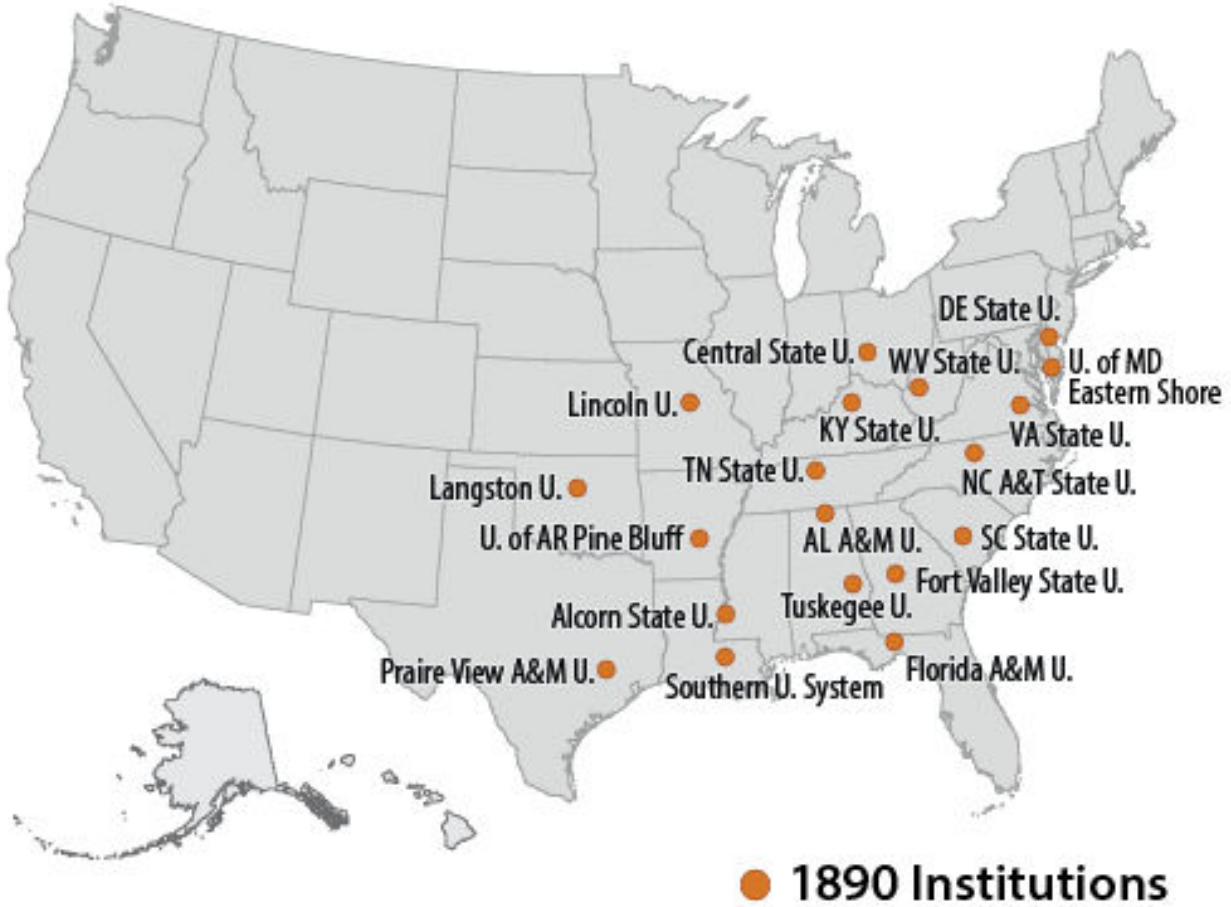 DE State U.
Central State U.
WV State U.
U. of MD
Eastern Shore
Lincoln U.
KY State U.
VA State U.
TN State U.
NC A&T State U.
Langston U.
U. of AR Pine Bluff
AL A&M U.
SC State U.
Fort Valley State U.
Tuskegee U.
Alcorn State U.
Praire View A&M U.
Southern U. System
Florida A&M U.
1890 Institutions